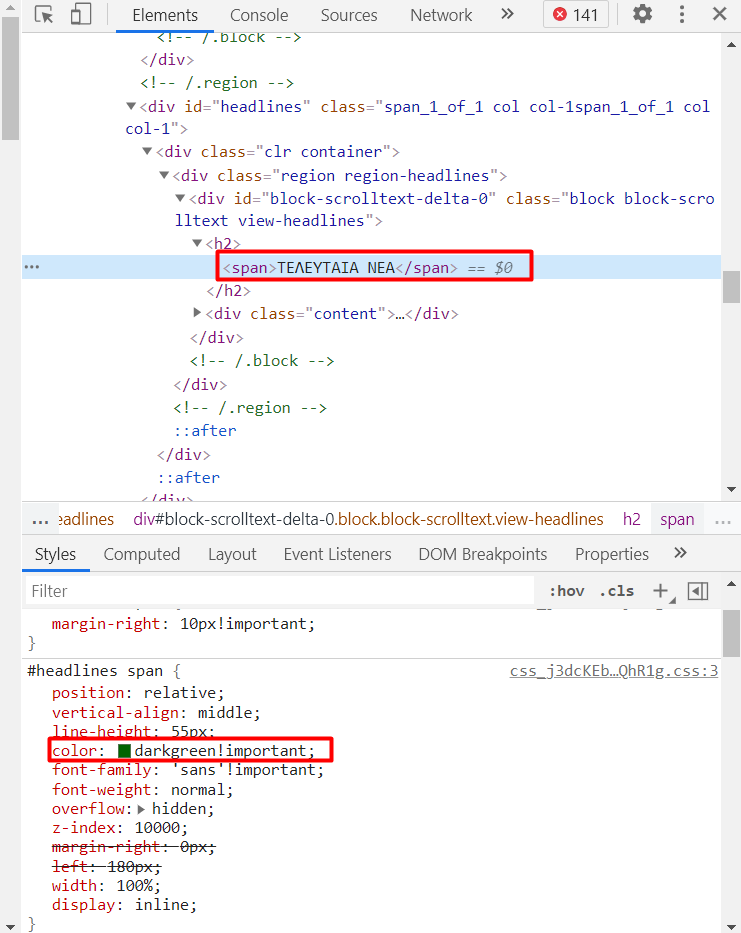 Elements Console Sources Network » 141
<!-- /.block -->
</div>
<!-- /.region -->
▼<div id="headlines" class="span_1_of_1 col col-1span_1_of_1 col
col-1">
▼<div class="clr container">
▼<div class="region region-headlines">
▼<div id="block-scrolltext-delta-0" class="block block-scro
lltext view-headlines">
▼<h2>
… <span>ΤΕΛΕΥΤΑΙΑ ΝΕΑ</span> == $0
</h2>
▶<div class="content">…</div>
</div>
<!-- /.block -->
</div>
<!-- /.region -->
::after
</div>
::after
</div>
… eadlines div#block-scrolltext-delta-0.block.block-scrolltext.view-headlines h2 span …
Styles Computed Layout Event Listeners DOM Breakpoints Properties »
Filter :hov .cls +
margin-right: 10px!important;
}
#headlines span { css_j3dcKEb…QhR1g.css:3
position: relative;
vertical-align: middle;
line-height: 55px;
color: darkgreen!important;
font-family: 'sans'!important;
font-weight: normal;
overflow:▶ hidden;
z-index: 10000;
margin-right: 0px;
left: 180px;
width: 100%;
display: inline;
}